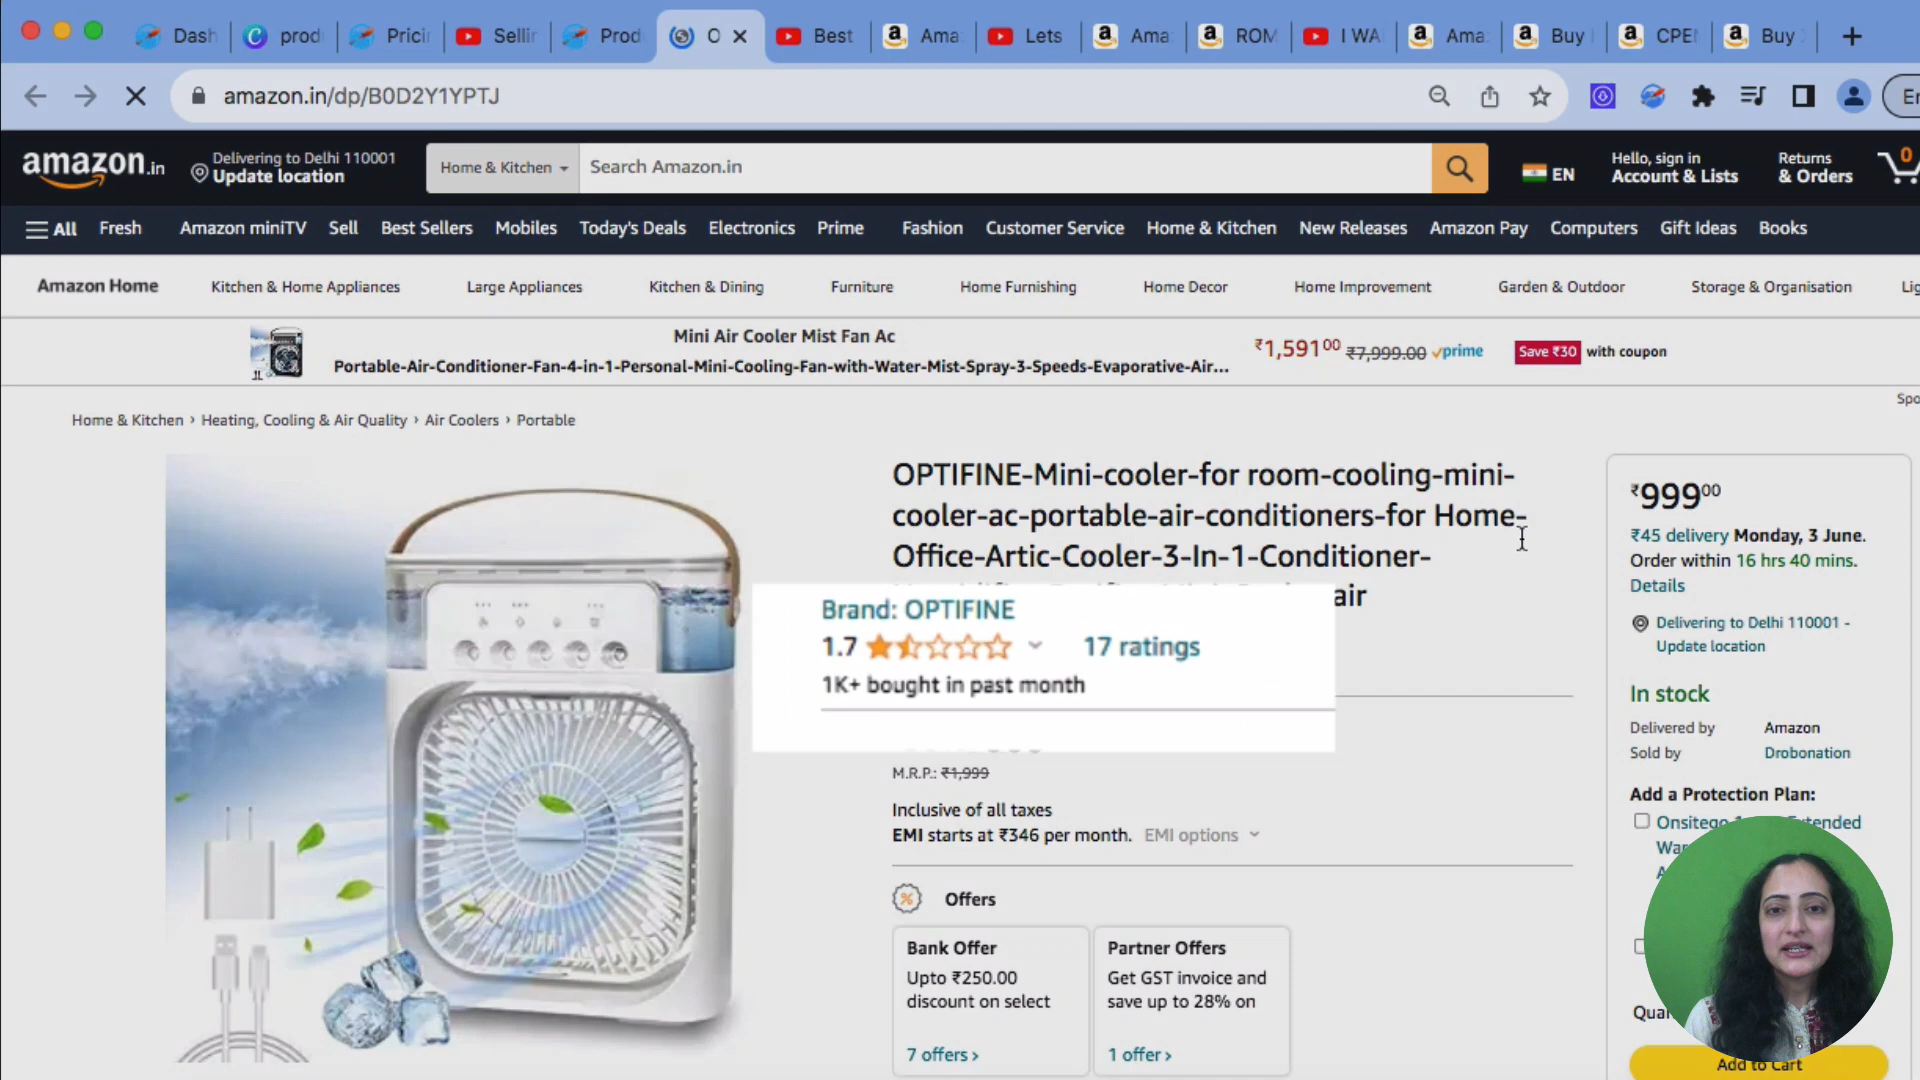 Dash
prod
Prici
Sellin
Prod
O
Best
Ama
Lets
Ama
ROM
I WA
Ama
Buy
CPE
Buy
amazon.in/dp/B0D2Y1YPTJ
amazon.in
Delivering to Delhi 110001
Update location
Home & Kitchen
Search Amazon.in
EN
Hello, sign in
Account & Lists
Returns
& Orders
0
All
Fresh
Amazon miniTV
Sell
Best Sellers
Mobiles
Today's Deals
Electronics
Prime
Fashion
Customer Service
Home & Kitchen
New Releases
Amazon Pay
Computers
Gift Ideas
Books
Amazon Home
Kitchen & Home Appliances
Large Appliances
Kitchen & Dining
Furniture
Home Furnishing
Home Decor
Home Improvement
Garden & Outdoor
Storage & Organisation
Lig
Mini Air Cooler Mist Fan Ac
Portable-Air-Conditioner-Fan-4-in-1-Personal-Mini-Cooling-Fan-with-Water-Mist-Spray-3-Speeds-Evaporative-Air...
₹1,59100 ₹7,999.00 prime
Save ₹30 with coupon
Spo
Home & Kitchen › Heating, Cooling & Air Quality › Air Coolers › Portable
OPTIFINE-Mini-cooler-for room-cooling-mini-
cooler-ac-portable-air-conditioners-for Home-
Office-Artic-Cooler-3-In-1-Conditioner-
air
Brand: OPTIFINE
1.7
17 ratings
1K+ bought in past month
M.R.P.: ₹1,999
Inclusive of all taxes
EMI starts at ₹346 per month. EMI options
Offers
Bank Offer
Upto ₹250.00
discount on select
7 offers ›
Partner Offers
Get GST invoice and
save up to 28% on
1 offer ›
₹99900
₹45 delivery Monday, 3 June.
Order within 16 hrs 40 mins.
Details
Delivering to Delhi 110001 -
Update location
In stock
Delivered by Amazon
Sold by Drobonation
Add a Protection Plan:
Onsitego Extended
Add to Cart